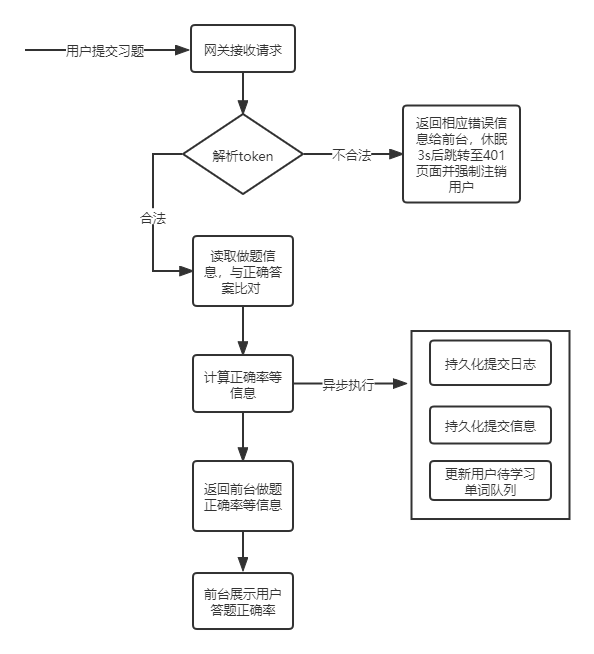 用户提交习题
网关接收请求
解析token
不合法
返回相应错误信
息给前台，休眠
3s后跳转至401
页面并强制注销
用户
合法
读取做题信
息，与正确答
案比对
计算正确率等
信息
异步执行
持久化提交日志
持久化提交信息
更新用户待学习
单词队列
返回前台做题
正确率等信息
前台展示用户
答题正确率